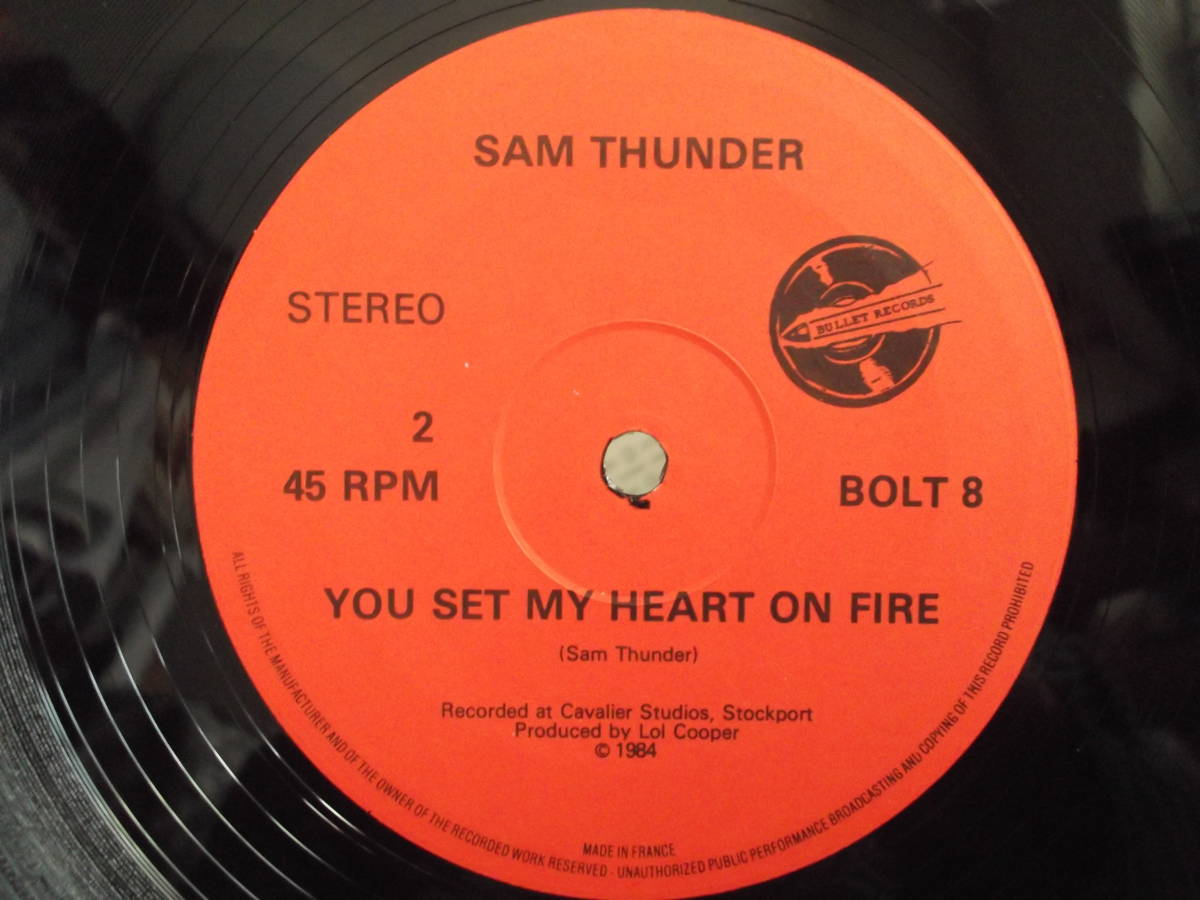 SAM THUNDER
BULLET RECORDS
STEREO
2
45 RPM
BOLT 8
YOU SET MY HEART ON FIRE
(Sam Thunder)
Recorded at Cavalier Studios, Stockport
Produced by Lol Cooper
© 1984
MADE IN FRANCE
ALL RIGHTS OF THE MANUFACTURER AND OF THE OWNER OF THE RECORDED WORK RESERVED - UNAUTHORIZED PUBLIC PERFORMANCE BROADCASTING AND COPYING OF THIS RECORD PROHIBITED